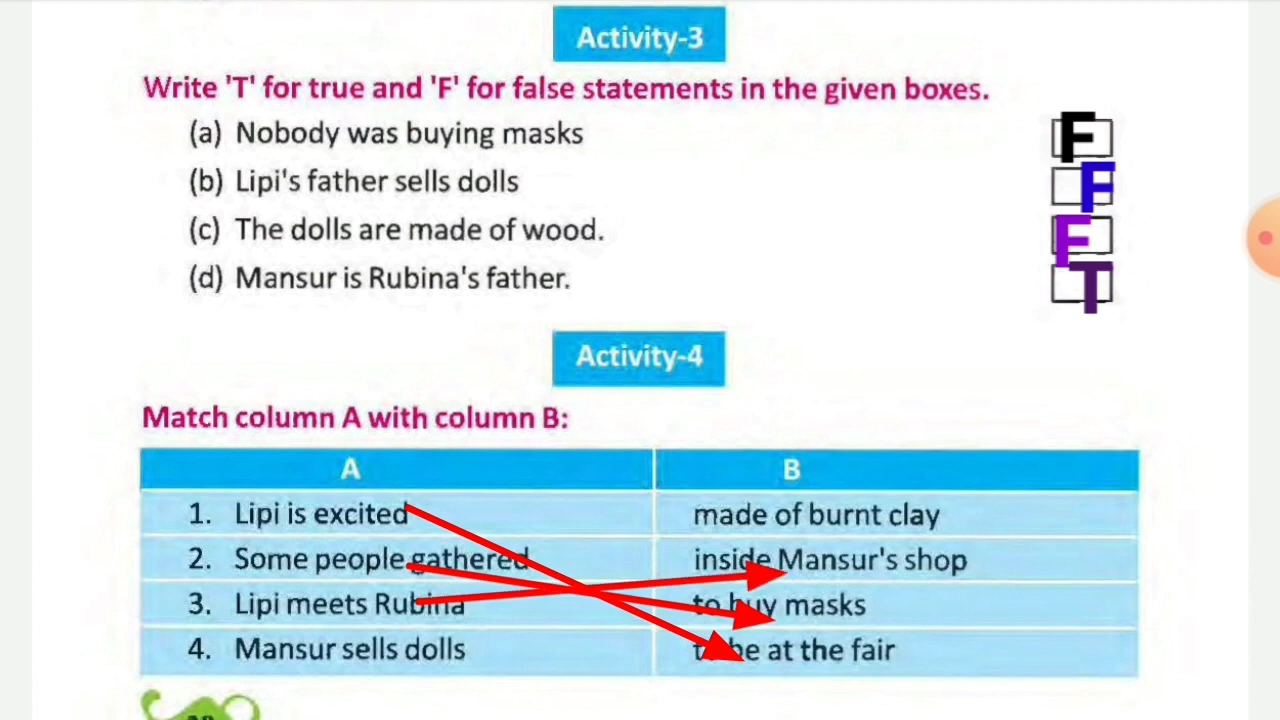 Activity-3
Write 'T' for true and 'F' for false statements in the given boxes.
(a) Nobody was buying masks F
(b) Lipi's father sells dolls F
(c) The dolls are made of wood. F
(d) Mansur is Rubina's father. T
Activity-4
Match column A with column B:
A B
1. Lipi is excited made of burnt clay
2. Some people gathered inside Mansur's shop
3. Lipi meets Rubina to buy masks
4. Mansur sells dolls to be at the fair